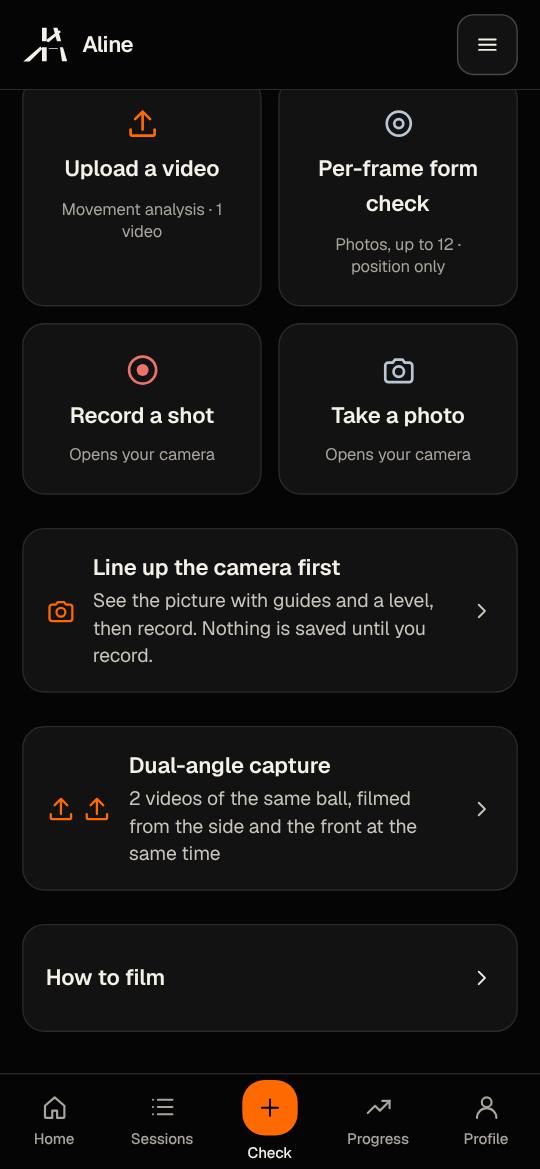 Aline
Upload a video
Movement analysis · 1
video
Per-frame form
check
Photos, up to 12 ·
position only
Record a shot
Opens your camera
Take a photo
Opens your camera
Line up the camera first
See the picture with guides and a level,
then record. Nothing is saved until you
record.
Dual-angle capture
2 videos of the same ball, filmed
from the side and the front at the
same time
How to film
Home
Sessions
Check
Progress
Profile